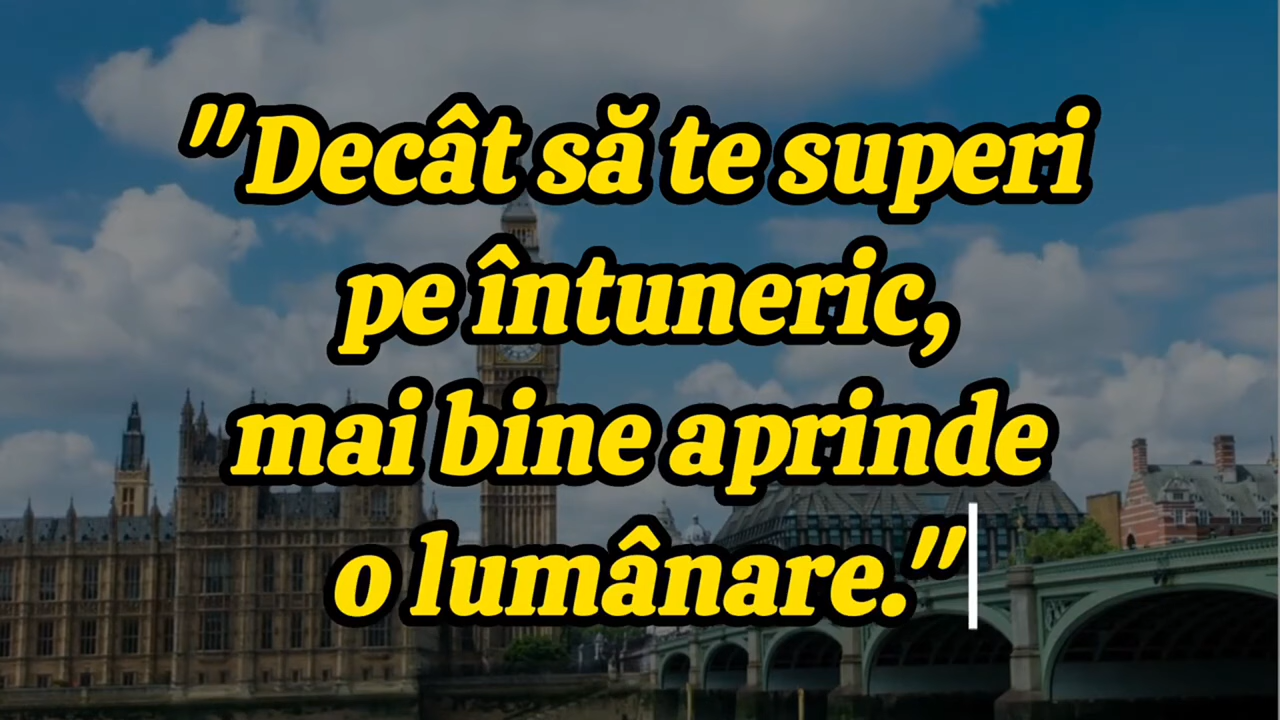 "Decât să te superi
pe întuneric,
mai bine aprinde
o lumânare."